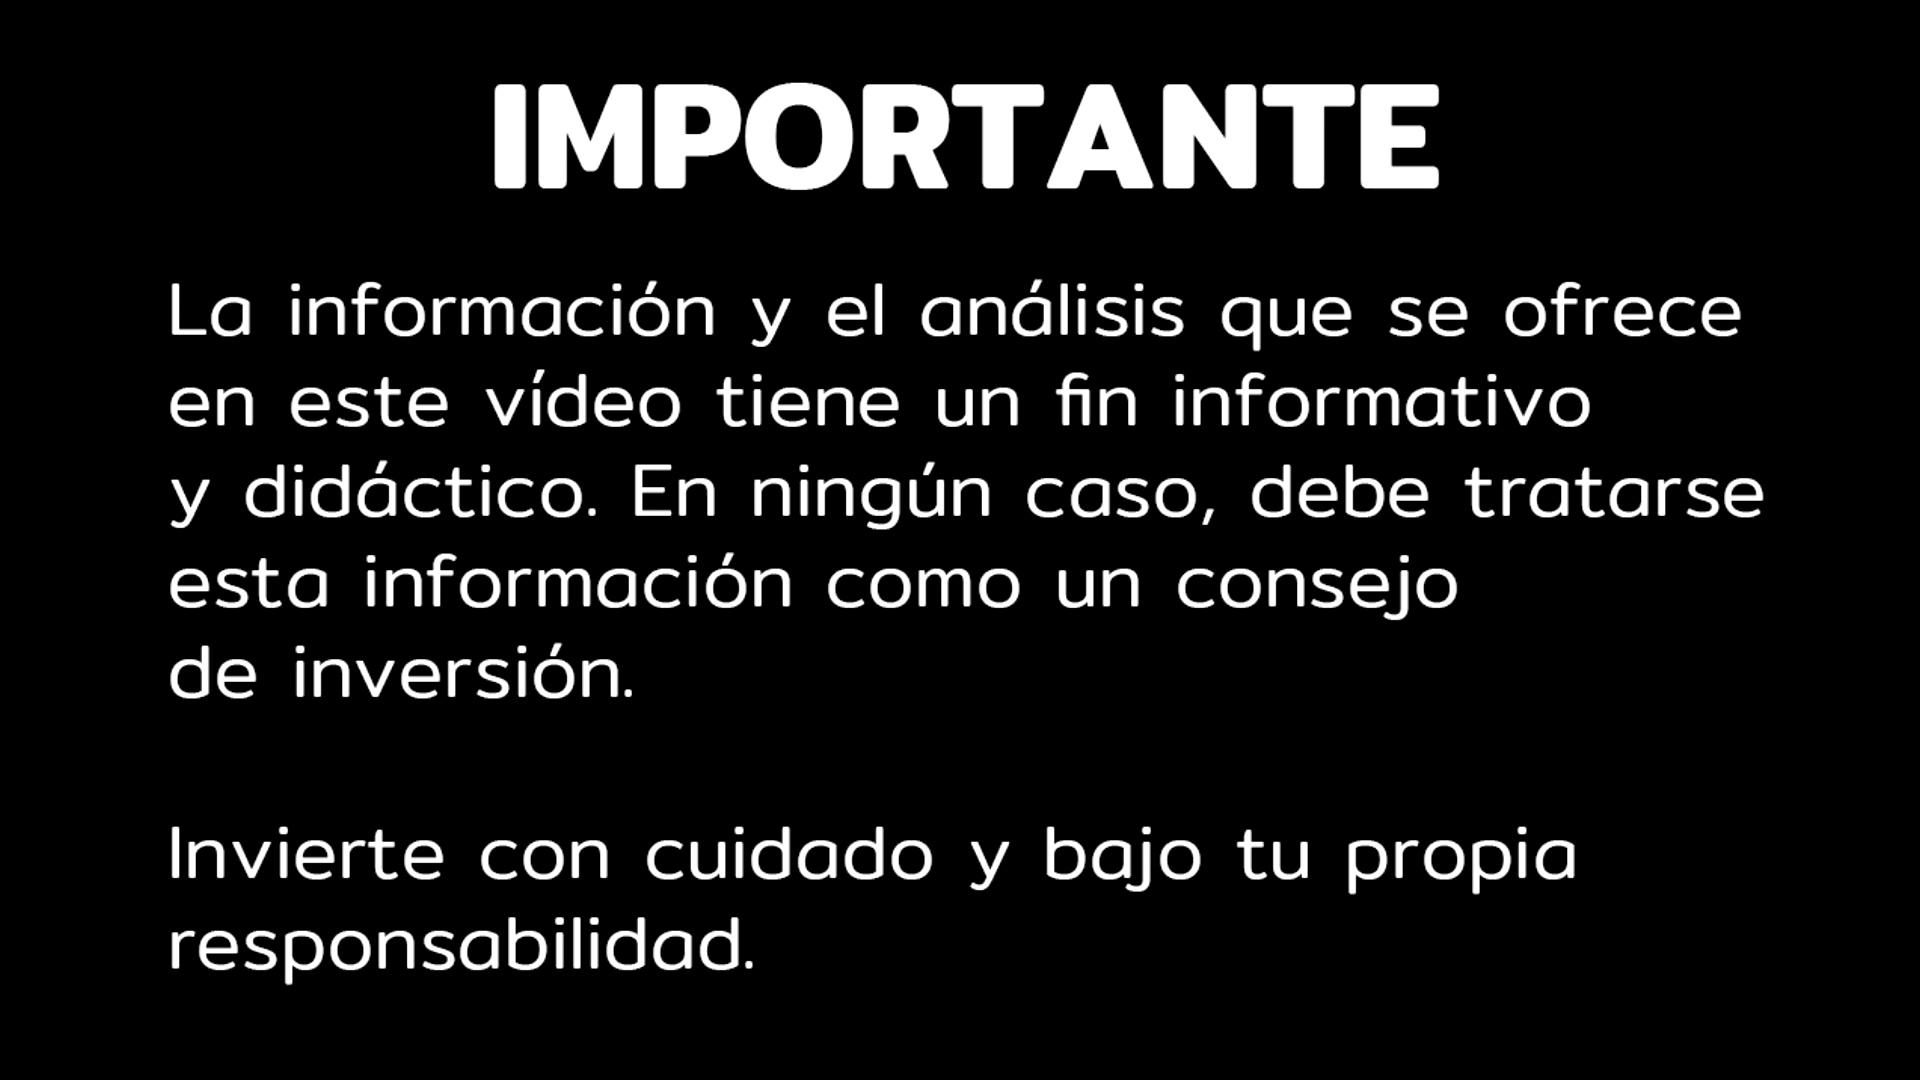 IMPORTANTE
La información y el análisis que se ofrece
en este vídeo tiene un fin informativo
y didáctico. En ningún caso, debe tratarse
esta información como un consejo
de inversión.
Invierte con cuidado y bajo tu propia
responsabilidad.